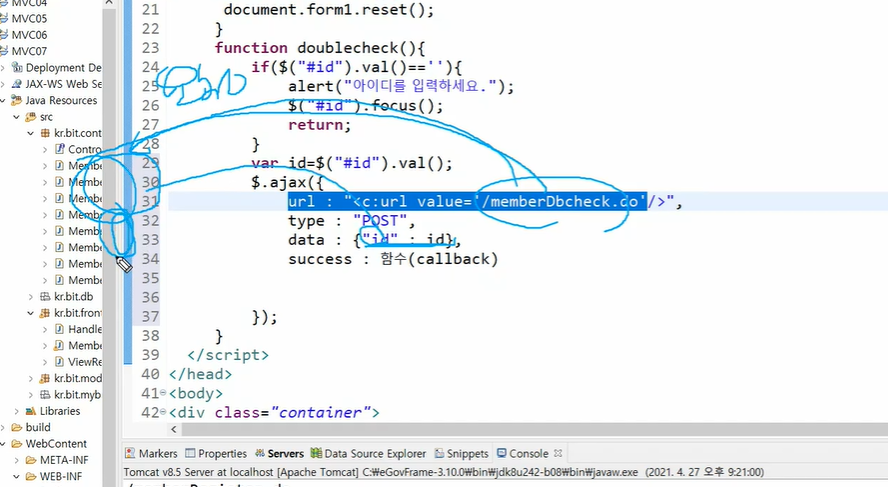 MVC04
MVC05
MVC06
MVC07
Deployment De
JAX-WS Web Se
Java Resources
src
kr.bit.cont
Contro
Membe
Membe
Memb
Memb
Memb
Memb
Membe
Membe
kr.bit.db
kr.bit.fron
Handle
Membe
ViewRe
kr.bit.mod
kr.bit.myb
Libraries
build
WebContent
META-INF
WEB-INF
21 document.form1.reset();
22 }
23 function doublecheck(){
24 if($("#id").val()==''){
25 alert("아이디를 입력하세요.");
26 $("#id").focus();
27 return;
28 }
29 var id=$("#id").val();
30 $.ajax({
31 url : "<c:url value='/memberDbcheck.do'/>",
32 type : "POST",
33 data : {"id" : id},
34 success : 함수(callback)
35
36
37 });
38 }
39 </script>
40 </head>
41 <body>
42 <div class="container">
Markers Properties Servers Data Source Explorer Snippets Console
Tomcat v8.5 Server at localhost [Apache Tomcat] C:₩eGovFrame-3.10.0₩bin₩jdk8u242-b08₩bin₩javaw.exe (2021. 4. 27 오후 9:21:00)